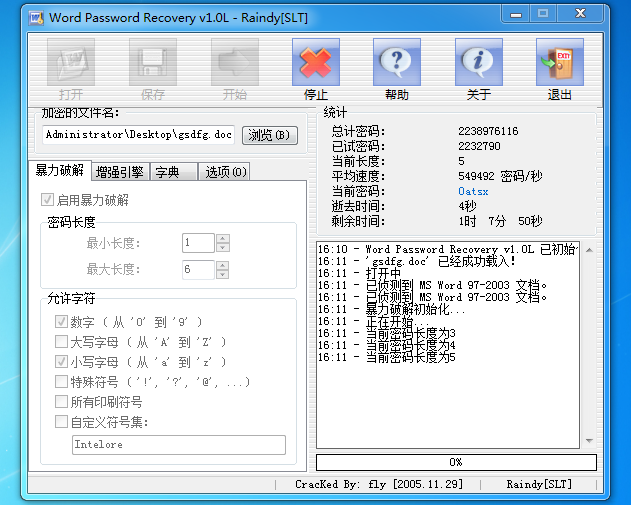 Word Password Recovery v1.0L - Raindy[SLT]
打开 保存 开始 停止 帮助 关于 退出
加密的文件名：
Administrator\Desktop\gsdfg.doc 浏览(B)
暴力破解 增强引擎 字典 选项(O)
启用暴力破解
密码长度
最小长度： 1
最大长度： 6
允许字符
数字 ( 从 '0' 到 '9' )
大写字母 ( 从 'A' 到 'Z' )
小写字母 ( 从 'a' 到 'z' )
特殊符号 ( '!', '?', '@', ...)
所有印刷符号
自定义符号集：
Intelore
统计
总计密码： 2238976116
已试密码： 2232790
当前长度： 5
平均速度： 549492 密码/秒
当前密码： 0atsx
逝去时间： 4秒
剩余时间： 1时 7分 50秒
16:10 - Word Password Recovery v1.0L 已初始
16:11 - 'gsdfg.doc' 已经成功载入!
16:11 - 打开中
16:11 - 已侦测到 MS Word 97-2003 文档。
16:11 - 已侦测到 MS Word 97-2003 文档。
16:11 - 暴力破解初始化...
16:11 - 正在开始...
16:11 - 当前密码长度为3
16:11 - 当前密码长度为4
16:11 - 当前密码长度为5
0%
CracKed By: fly [2005.11.29] Raindy[SLT]